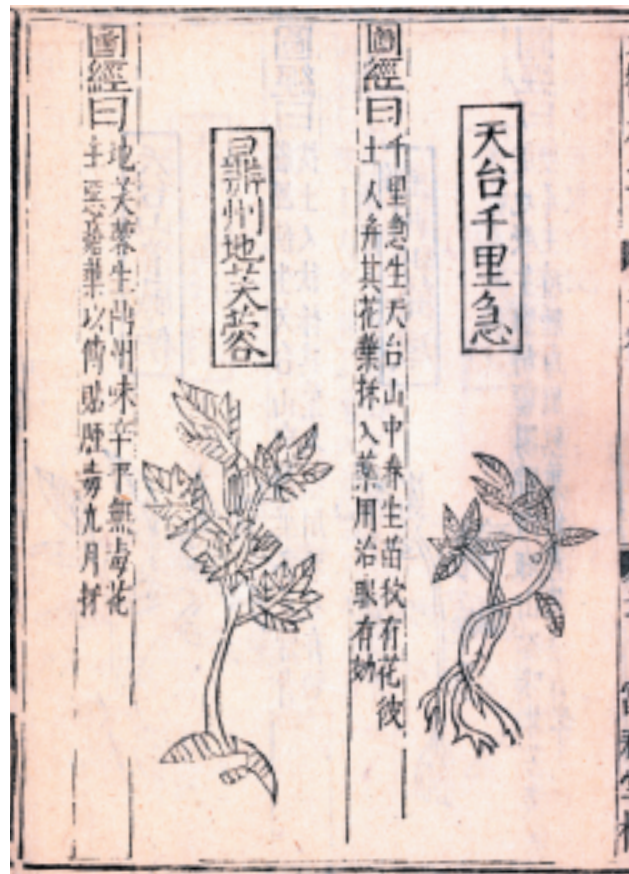 天台千里急
圖經曰
千里急生天台山中春生苗秋有花彼
土人并其花葉採入藥用治眼有効
鼎州地芙蓉
圖經曰
地芙蓉生鼎州味辛平無毒花
主惡瘡葉以傅貼腫毒九月採